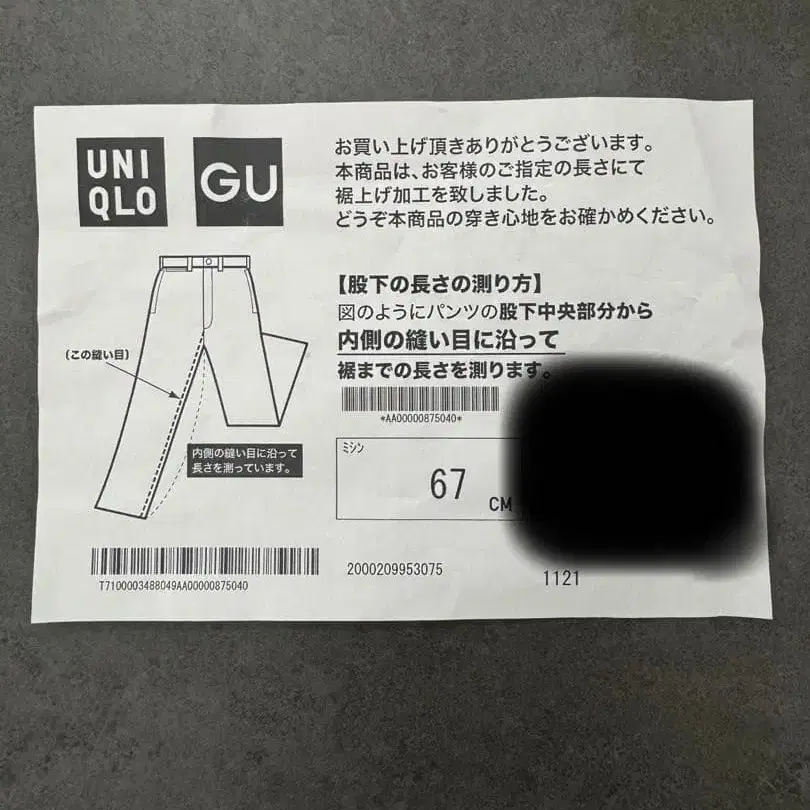 UNI
QLO
GU
お買い上げ頂きありがとうございます。
本商品は、お客様のご指定の長さにて
裾上げ加工を致しました。
どうぞ本商品の穿き心地をお確かめください。
【股下の長さの測り方】
図のようにパンツの股下中央部分から
内側の縫い目に沿って
裾までの長さを測ります。
(この縫い目)
内側の縫い目に沿って
長さを測っています。
*AA00000875040*
ミシン
67 CM
T7100003488049AA00000875040
2000209953075
1121